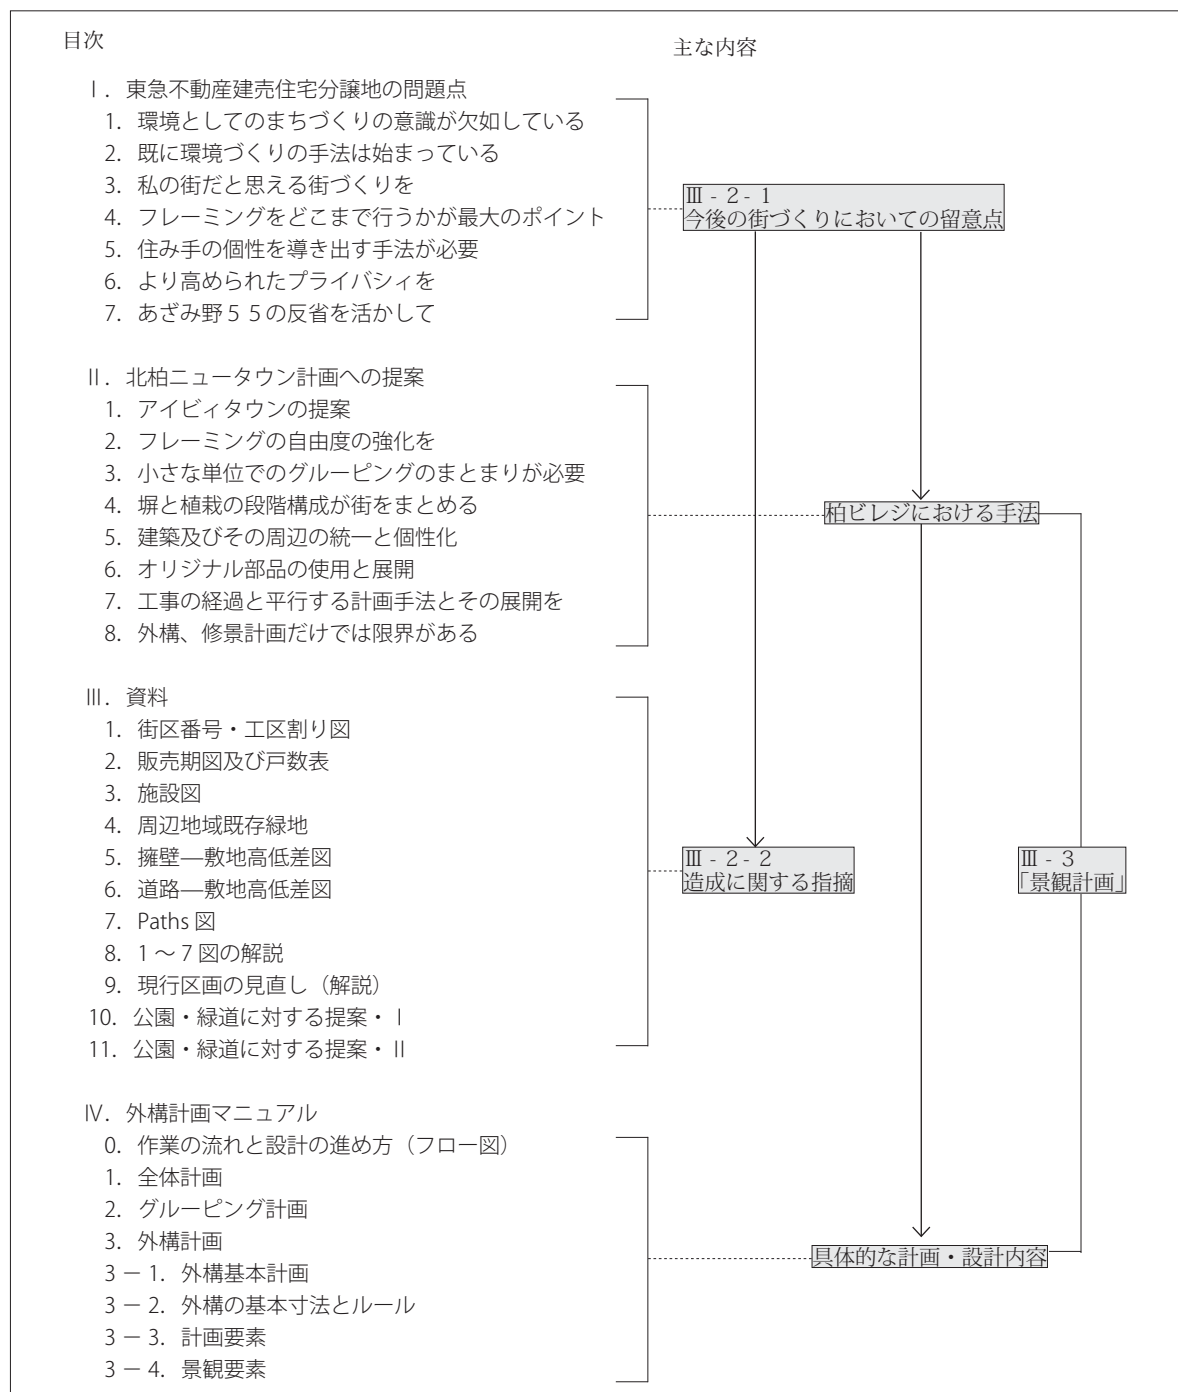 目次
主な内容
Ⅰ．東急不動産建売住宅分譲地の問題点
1．環境としてのまちづくりの意識が欠如している
2．既に環境づくりの手法は始まっている
3．私の街だと思える街づくりを
4．フレーミングをどこまで行うかが最大のポイント
5．住み手の個性を導き出す手法が必要
6．より高められたプライバシィを
7．あざみ野５５の反省を活かして
Ⅲ - 2 - 1
今後の街づくりにおいての留意点
Ⅱ．北柏ニュータウン計画への提案
1．アイビィタウンの提案
2．フレーミングの自由度の強化を
3．小さな単位でのグルーピングのまとまりが必要
4．塀と植栽の段階構成が街をまとめる
5．建築及びその周辺の統一と個性化
6．オリジナル部品の使用と展開
7．工事の経過と平行する計画手法とその展開を
8．外構、修景計画だけでは限界がある
柏ビレジにおける手法
Ⅲ．資料
1．街区番号・工区割り図
2．販売期図及び戸数表
3．施設図
4．周辺地域既存緑地
5．擁壁―敷地高低差図
6．道路―敷地高低差図
7．Paths 図
8．1～7図の解説
9．現行区画の見直し（解説）
10．公園・緑道に対する提案・Ⅰ
11．公園・緑道に対する提案・Ⅱ
Ⅲ - 2 - 2
造成に関する指摘
Ⅲ - 3
「景観計画」
Ⅳ．外構計画マニュアル
0．作業の流れと設計の進め方（フロー図）
1．全体計画
2．グルーピング計画
3．外構計画
3－1．外構基本計画
3－2．外構の基本寸法とルール
3－3．計画要素
3－4．景観要素
具体的な計画・設計内容